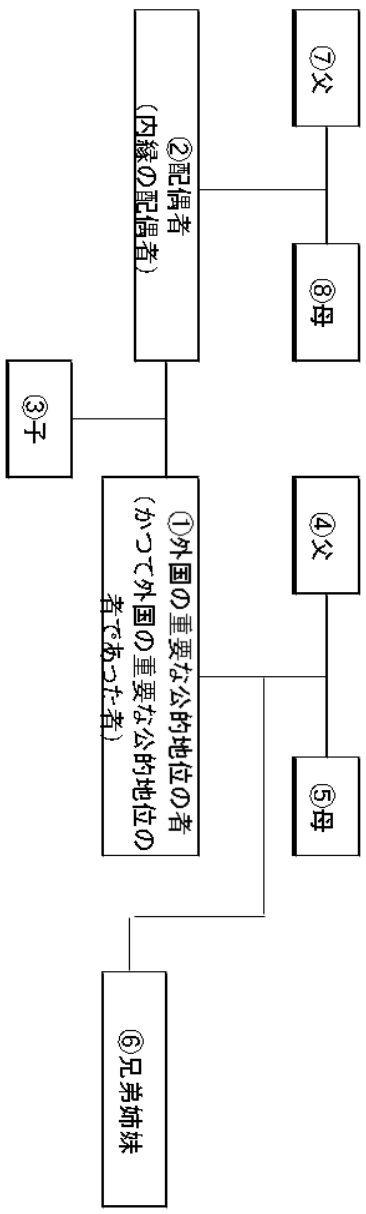 ⑦父
⑧母
④父
⑤母
②配偶者
(内縁の配偶者)
①外国の重要な公的地位の者
(かつて外国の重要な公的地位の
者であった者)
⑥兄弟姉妹
③子